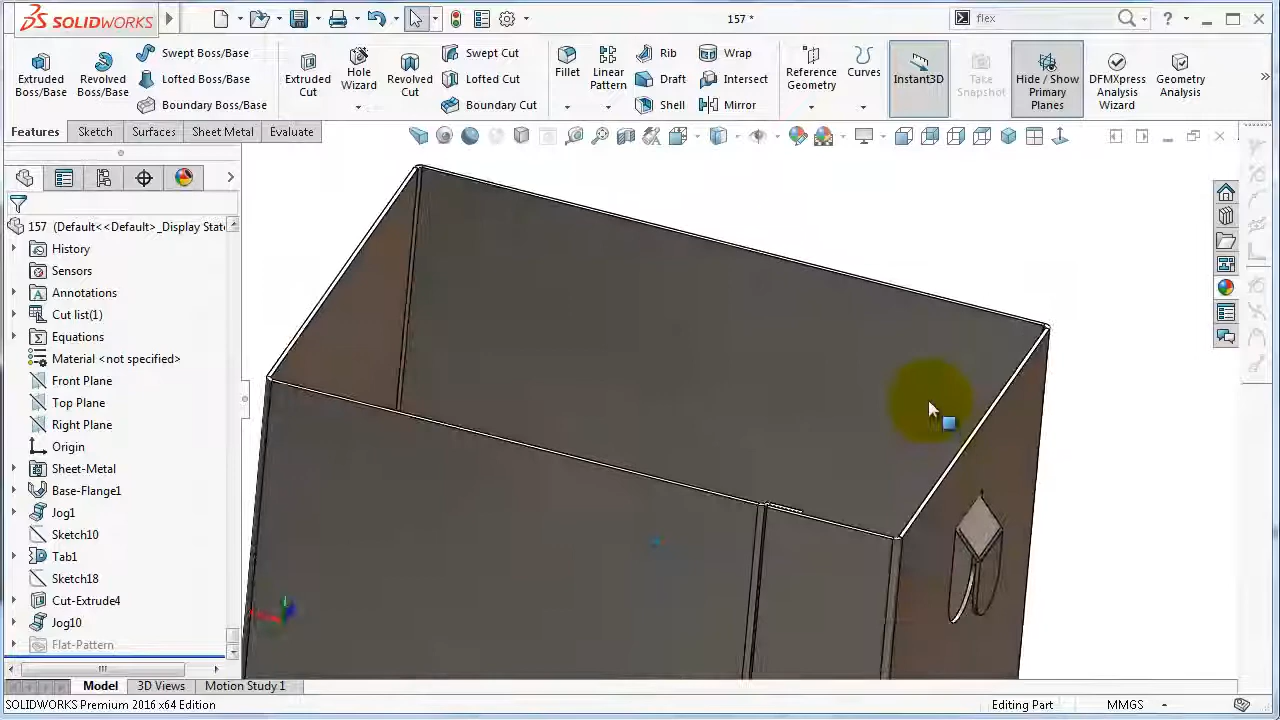 SOLIDWORKS
157 *
flex
Extruded Boss/Base
Revolved Boss/Base
Swept Boss/Base
Lofted Boss/Base
Boundary Boss/Base
Extruded Cut
Hole Wizard
Revolved Cut
Swept Cut
Lofted Cut
Boundary Cut
Fillet
Linear Pattern
Rib
Draft
Shell
Wrap
Intersect
Mirror
Reference Geometry
Curves
Instant3D
Take Snapshot
Hide / Show Primary Planes
DFMXpress Analysis Wizard
Geometry Analysis
Features
Sketch
Surfaces
Sheet Metal
Evaluate
157 (Default<<Default>_Display Stat
History
Sensors
Annotations
Cut list(1)
Equations
Material <not specified>
Front Plane
Top Plane
Right Plane
Origin
Sheet-Metal
Base-Flange1
Jog1
Sketch10
Tab1
Sketch18
Cut-Extrude4
Jog10
Flat-Pattern
Model
3D Views
Motion Study 1
SOLIDWORKS Premium 2016 x64 Edition
Editing Part
MMGS